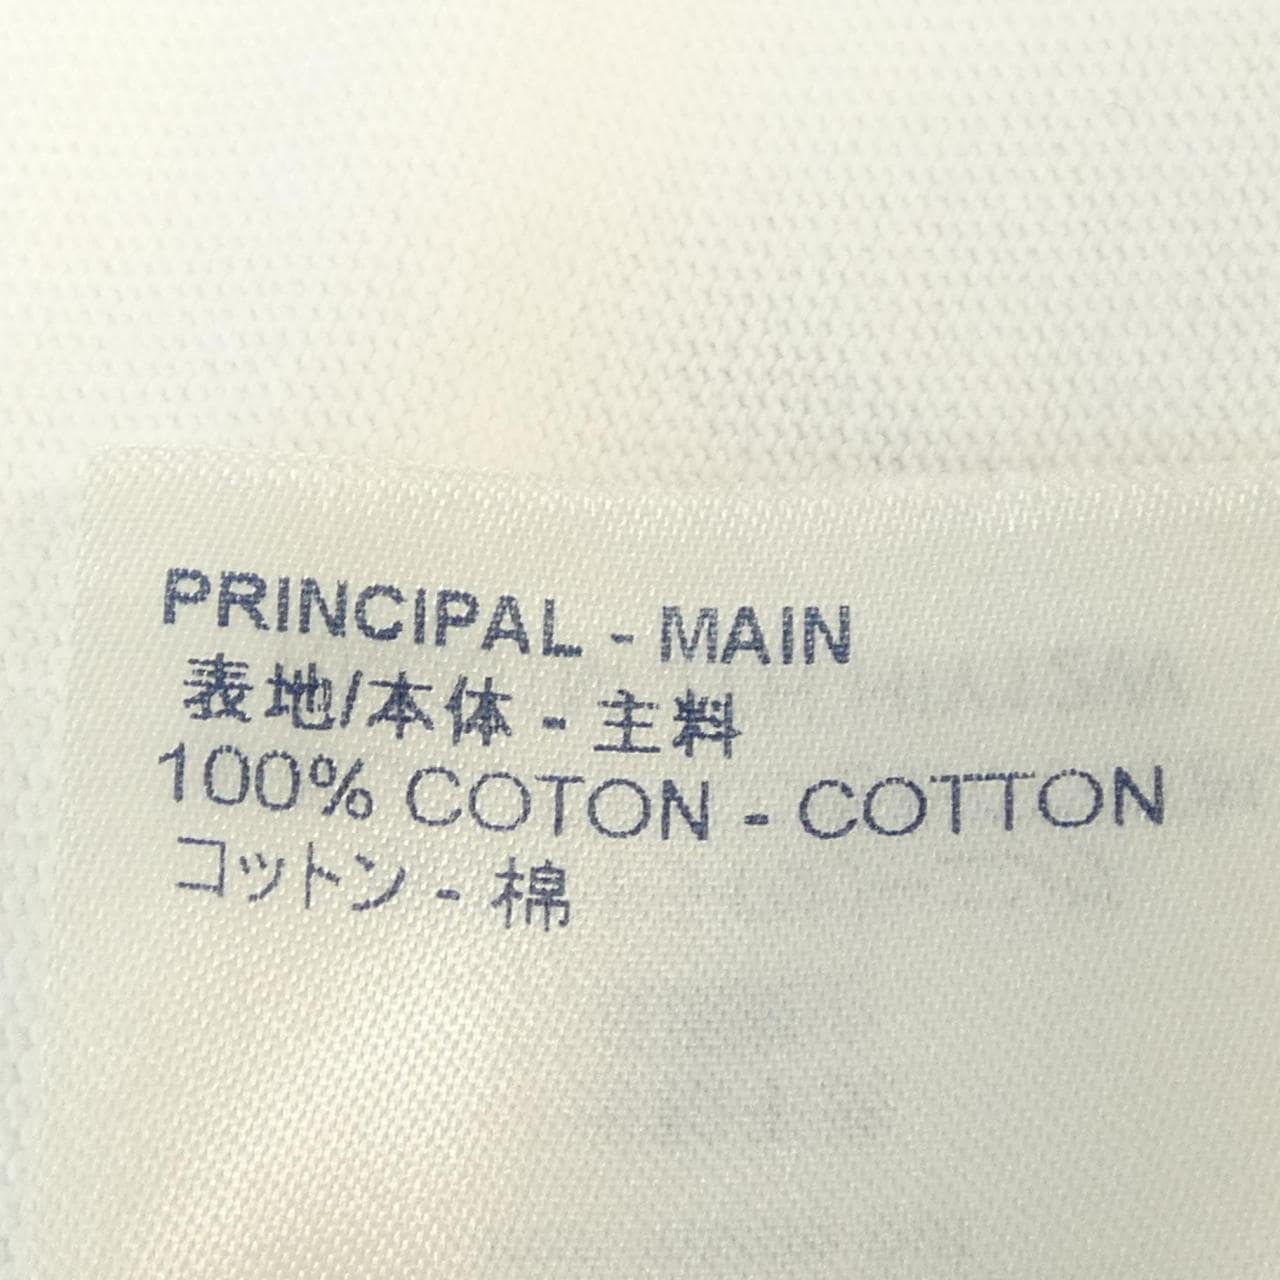 PRINCIPAL - MAIN
表地/本体 - 主料
100% COTON - COTTON
コットン - 棉